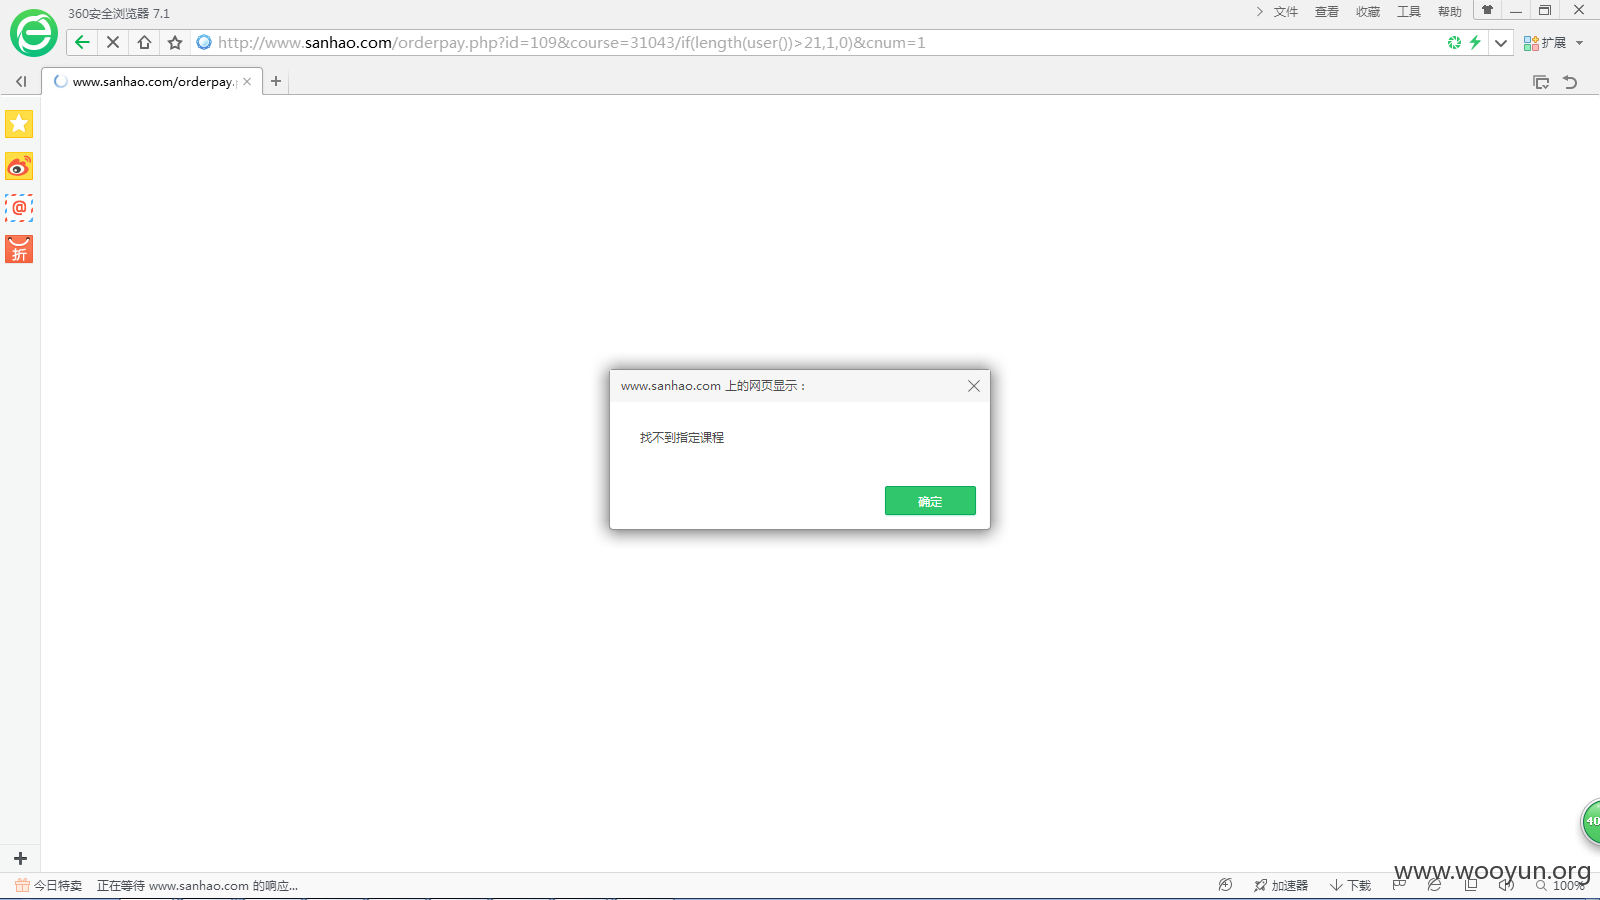 360安全浏览器 7.1
文件 查看 收藏 工具 帮助
http://www.sanhao.com/orderpay.php?id=109&course=31043/if(length(user())>21,1,0)&cnum=1
扩展
www.sanhao.com/orderpay.
@
折
www.sanhao.com 上的网页显示：
找不到指定课程
确定
40
www.wooyun.org
今日特卖 正在等待 www.sanhao.com 的响应...
加速器 下载 100%